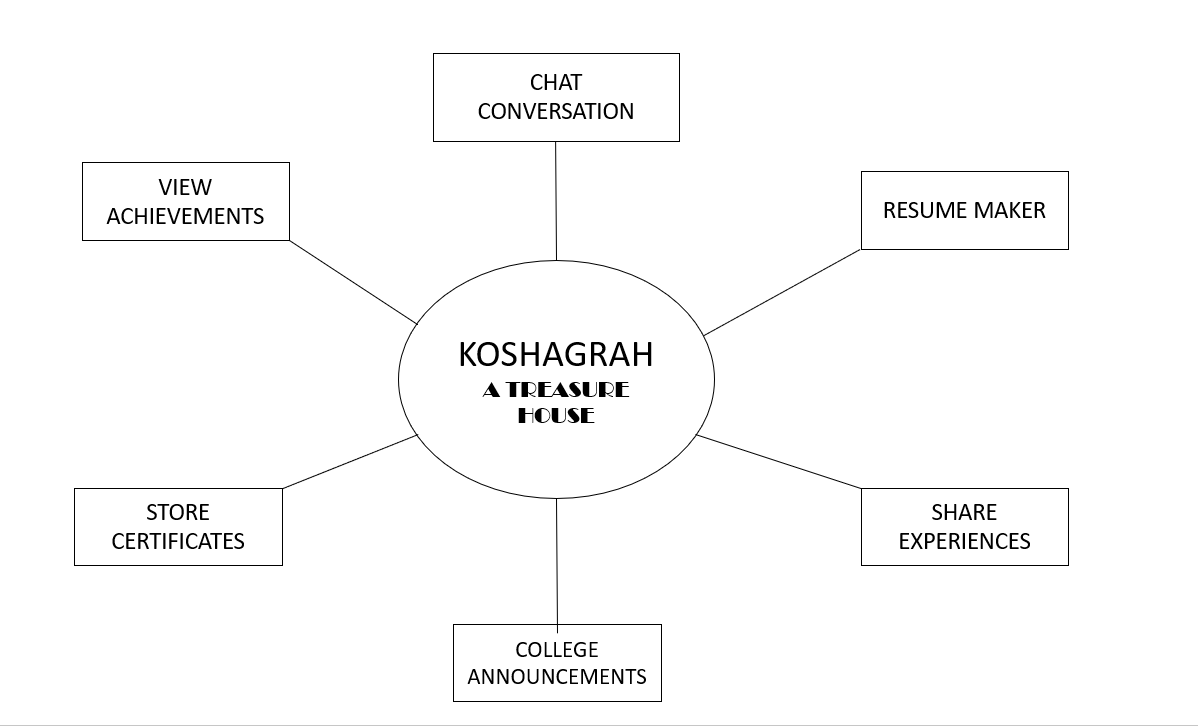 CHAT
CONVERSATION
VIEW
ACHIEVEMENTS
RESUME MAKER
KOSHAGRAH
A TREASURE
HOUSE
STORE
CERTIFICATES
SHARE
EXPERIENCES
COLLEGE
ANNOUNCEMENTS